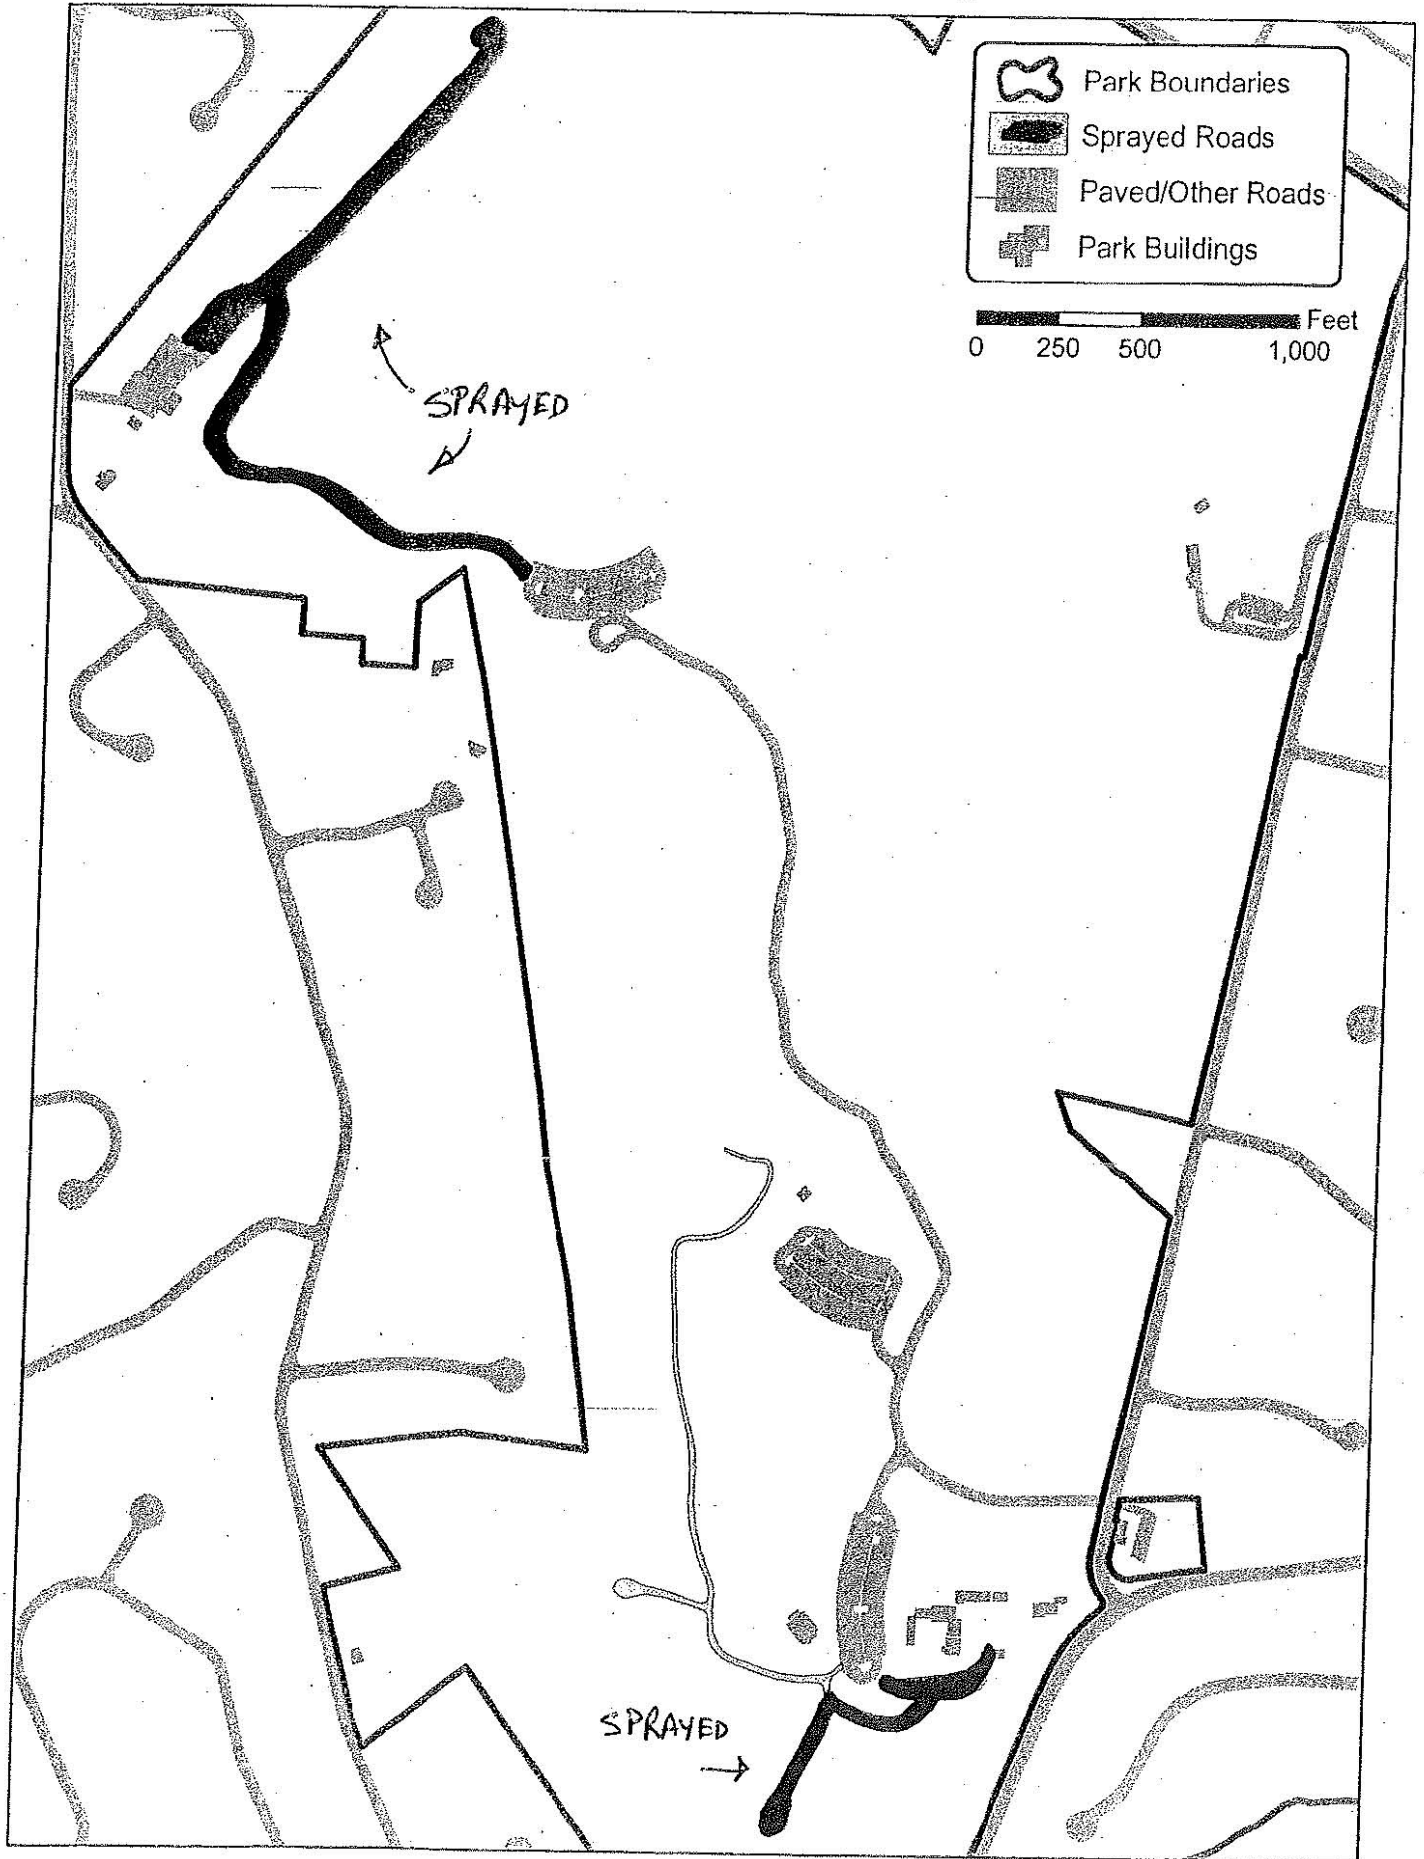 Park Boundaries
Sprayed Roads
Paved/Other Roads
Park Buildings
Feet
0 250 500 1,000
SPRAYED
SPRAYED